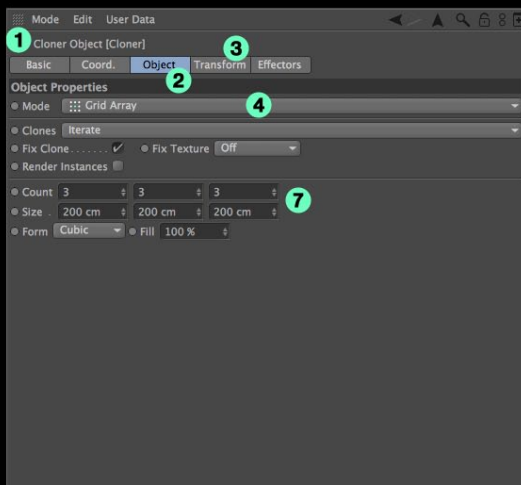 Mode Edit User Data
1
Cloner Object [Cloner]
3
Basic Coord. Object Transform Effectors
2
Object Properties
Mode Grid Array 4
Clones Iterate
Fix Clone....... Fix Texture Off
Render Instances
Count 3 3 3
7
Size . 200 cm 200 cm 200 cm
Form Cubic Fill 100 %